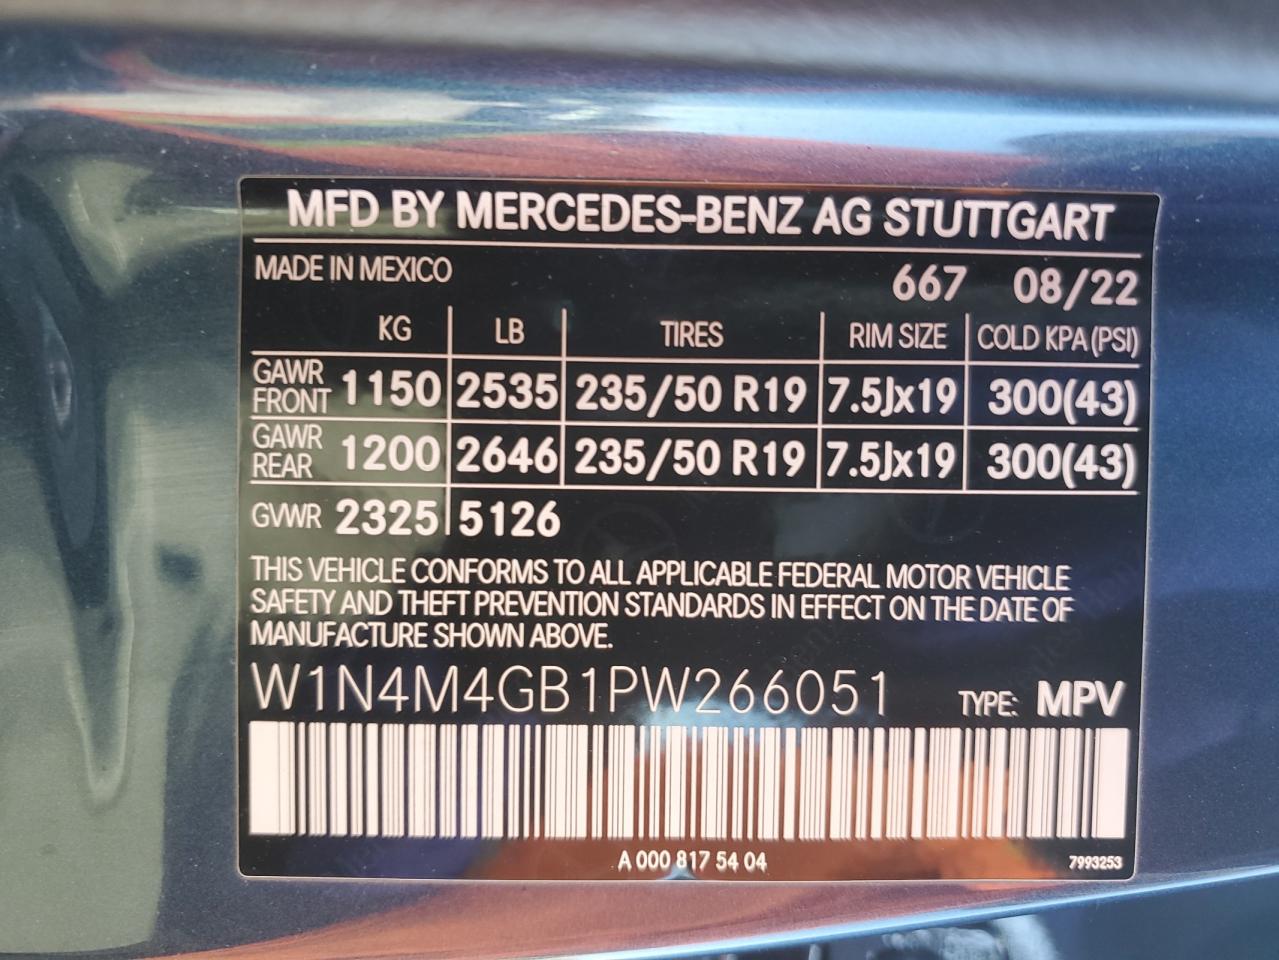 MFD BY MERCEDES-BENZ AG STUTTGART
MADE IN MEXICO 667 08/22
KG LB TIRES RIM SIZE COLD KPA (PSI)
GAWR FRONT 1150 2535 235/50 R19 7.5Jx19 300(43)
GAWR REAR 1200 2646 235/50 R19 7.5Jx19 300(43)
GVWR 2325 5126
THIS VEHICLE CONFORMS TO ALL APPLICABLE FEDERAL MOTOR VEHICLE
SAFETY AND THEFT PREVENTION STANDARDS IN EFFECT ON THE DATE OF
MANUFACTURE SHOWN ABOVE.
W1N4M4GB1PW266051 TYPE: MPV
A 000 817 54 04 7993253